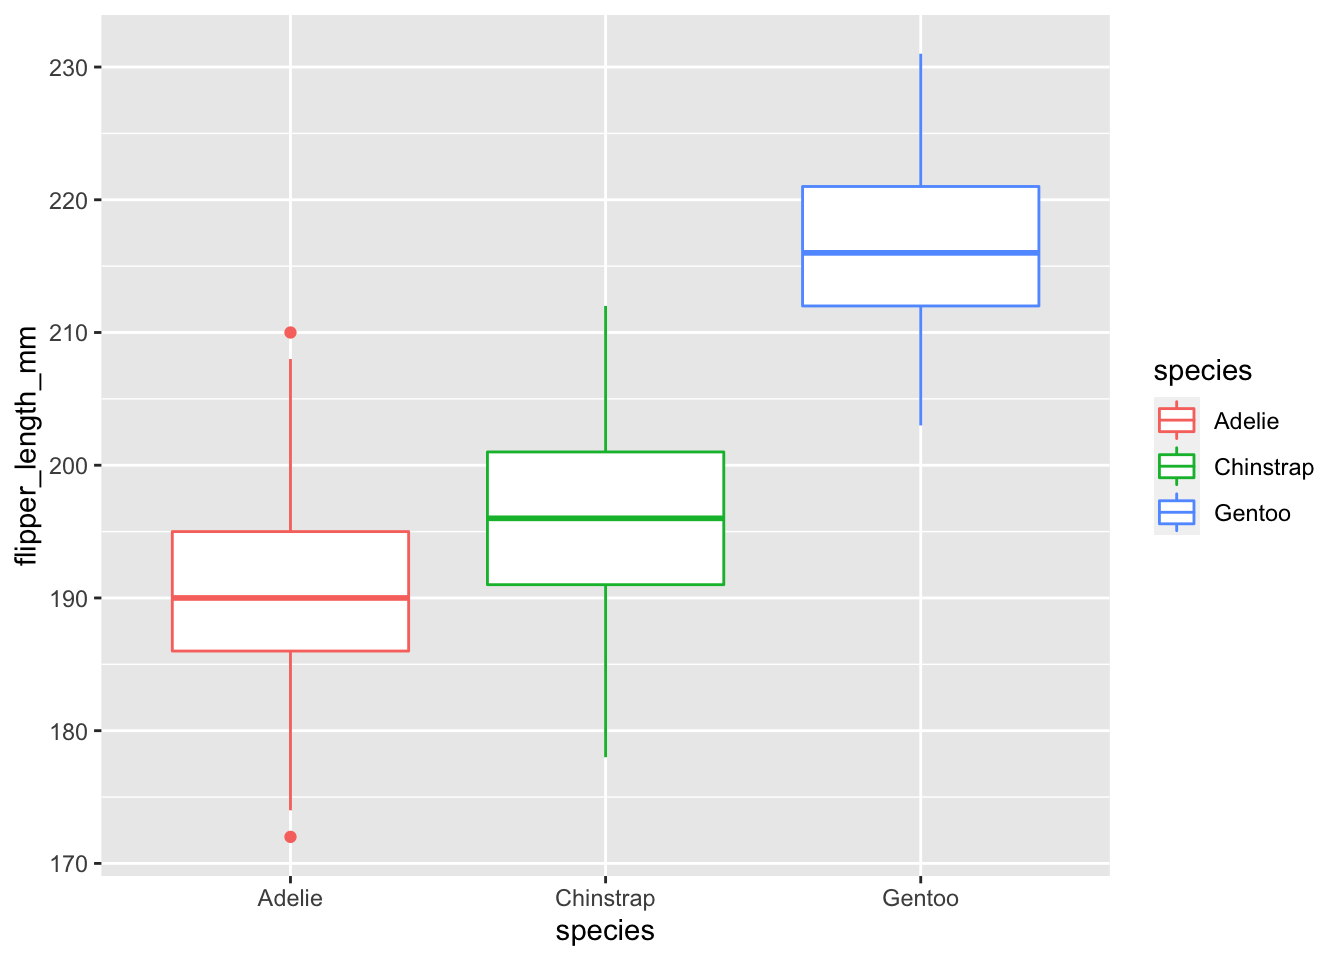 230
220
210
200
190
180
170
flipper_length_mm
Adelie
Chinstrap
Gentoo
species
species
Adelie
Chinstrap
Gentoo